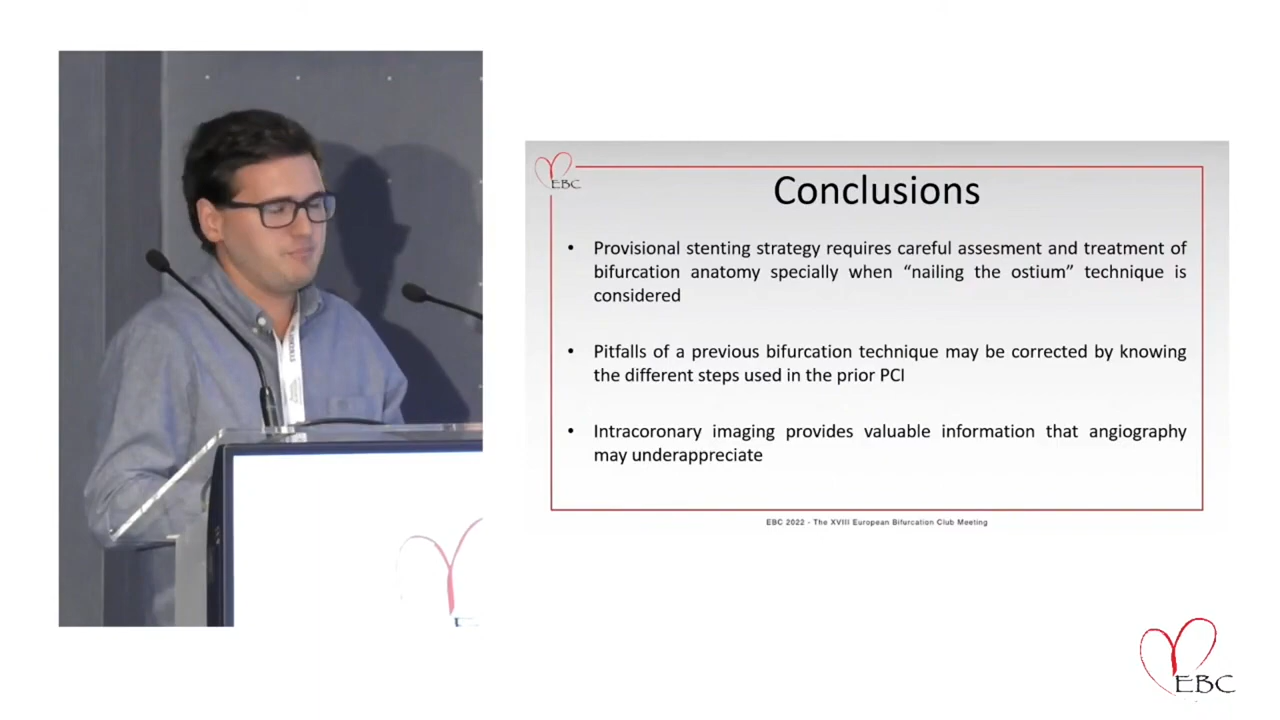 EBC
Conclusions
• Provisional stenting strategy requires careful assesment and treatment of
bifurcation anatomy specially when “nailing the ostium” technique is
considered
• Pitfalls of a previous bifurcation technique may be corrected by knowing
the different steps used in the prior PCI
• Intracoronary imaging provides valuable information that angiography
may underappreciate
EBC 2022 - The XVIII European Bifurcation Club Meeting
EBC